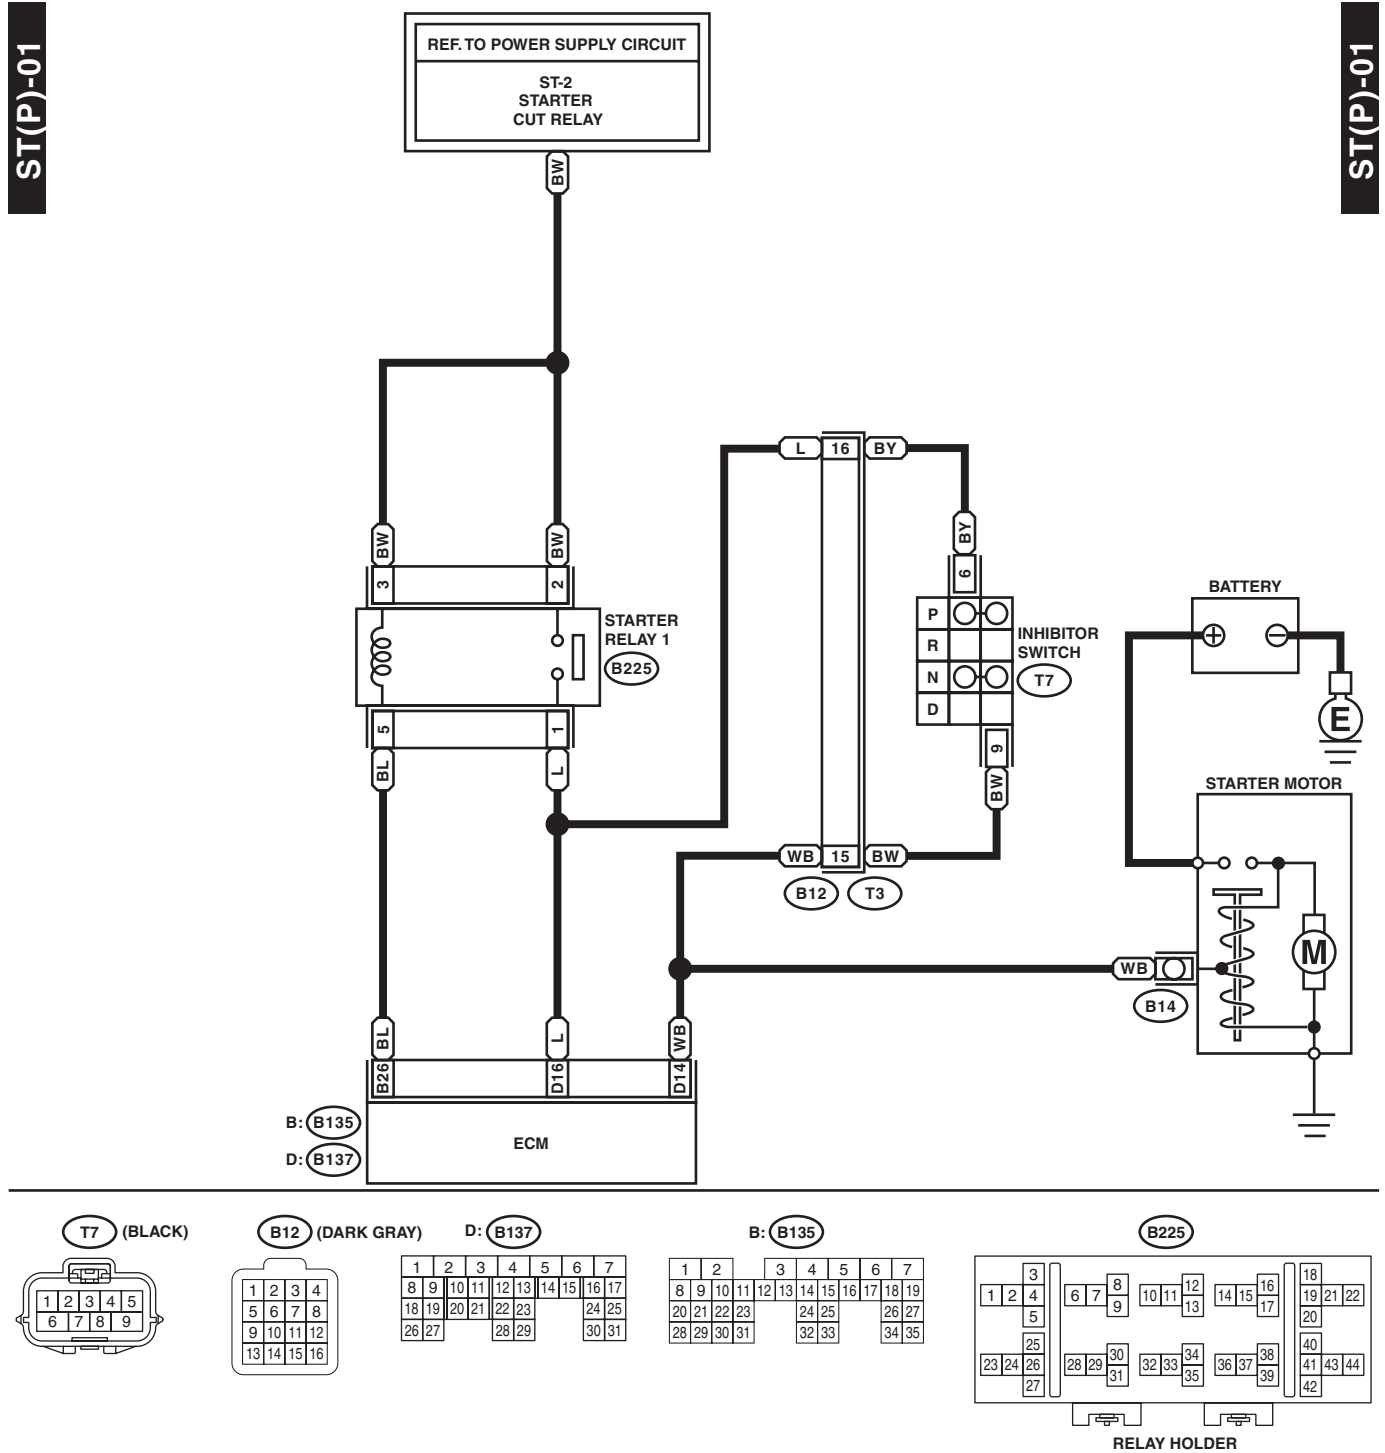 ST(P)-01
ST(P)-01
REF. TO POWER SUPPLY CIRCUIT
ST-2
STARTER
CUT RELAY
BW
L 16 BY
BW BW
BY
3 2
6
STARTER
RELAY 1
B225
P
R
N
D
INHIBITOR
SWITCH
T7
BATTERY
+ −
E
5 1
9
BL L
BW
STARTER MOTOR
WB 15 BW
B12 T3
M
WB
B14
BL L WB
B26 D16 D14
B: B135
D: B137
ECM
T7 (BLACK)
1 2 3 4 5
6 7 8 9
B12 (DARK GRAY)
1 2 3 4
5 6 7 8
9 10 11 12
13 14 15 16
D: B137
1 2 3 4 5 6 7
8 9 10 11 12 13 14 15 16 17
18 19 20 21 22 23 24 25
26 27 28 29 30 31
B: B135
1 2 3 4 5 6 7
8 9 10 11 12 13 14 15 16 17 18 19
20 21 22 23 24 25 26 27
28 29 30 31 32 33 34 35
B225
3 8 12 16 18
1 2 4 6 7 10 11 14 15 19 21 22
5 9 13 17 20
25 30 34 38 40
23 24 26 28 29 32 33 36 37 41 43 44
27 31 35 39 42
RELAY HOLDER